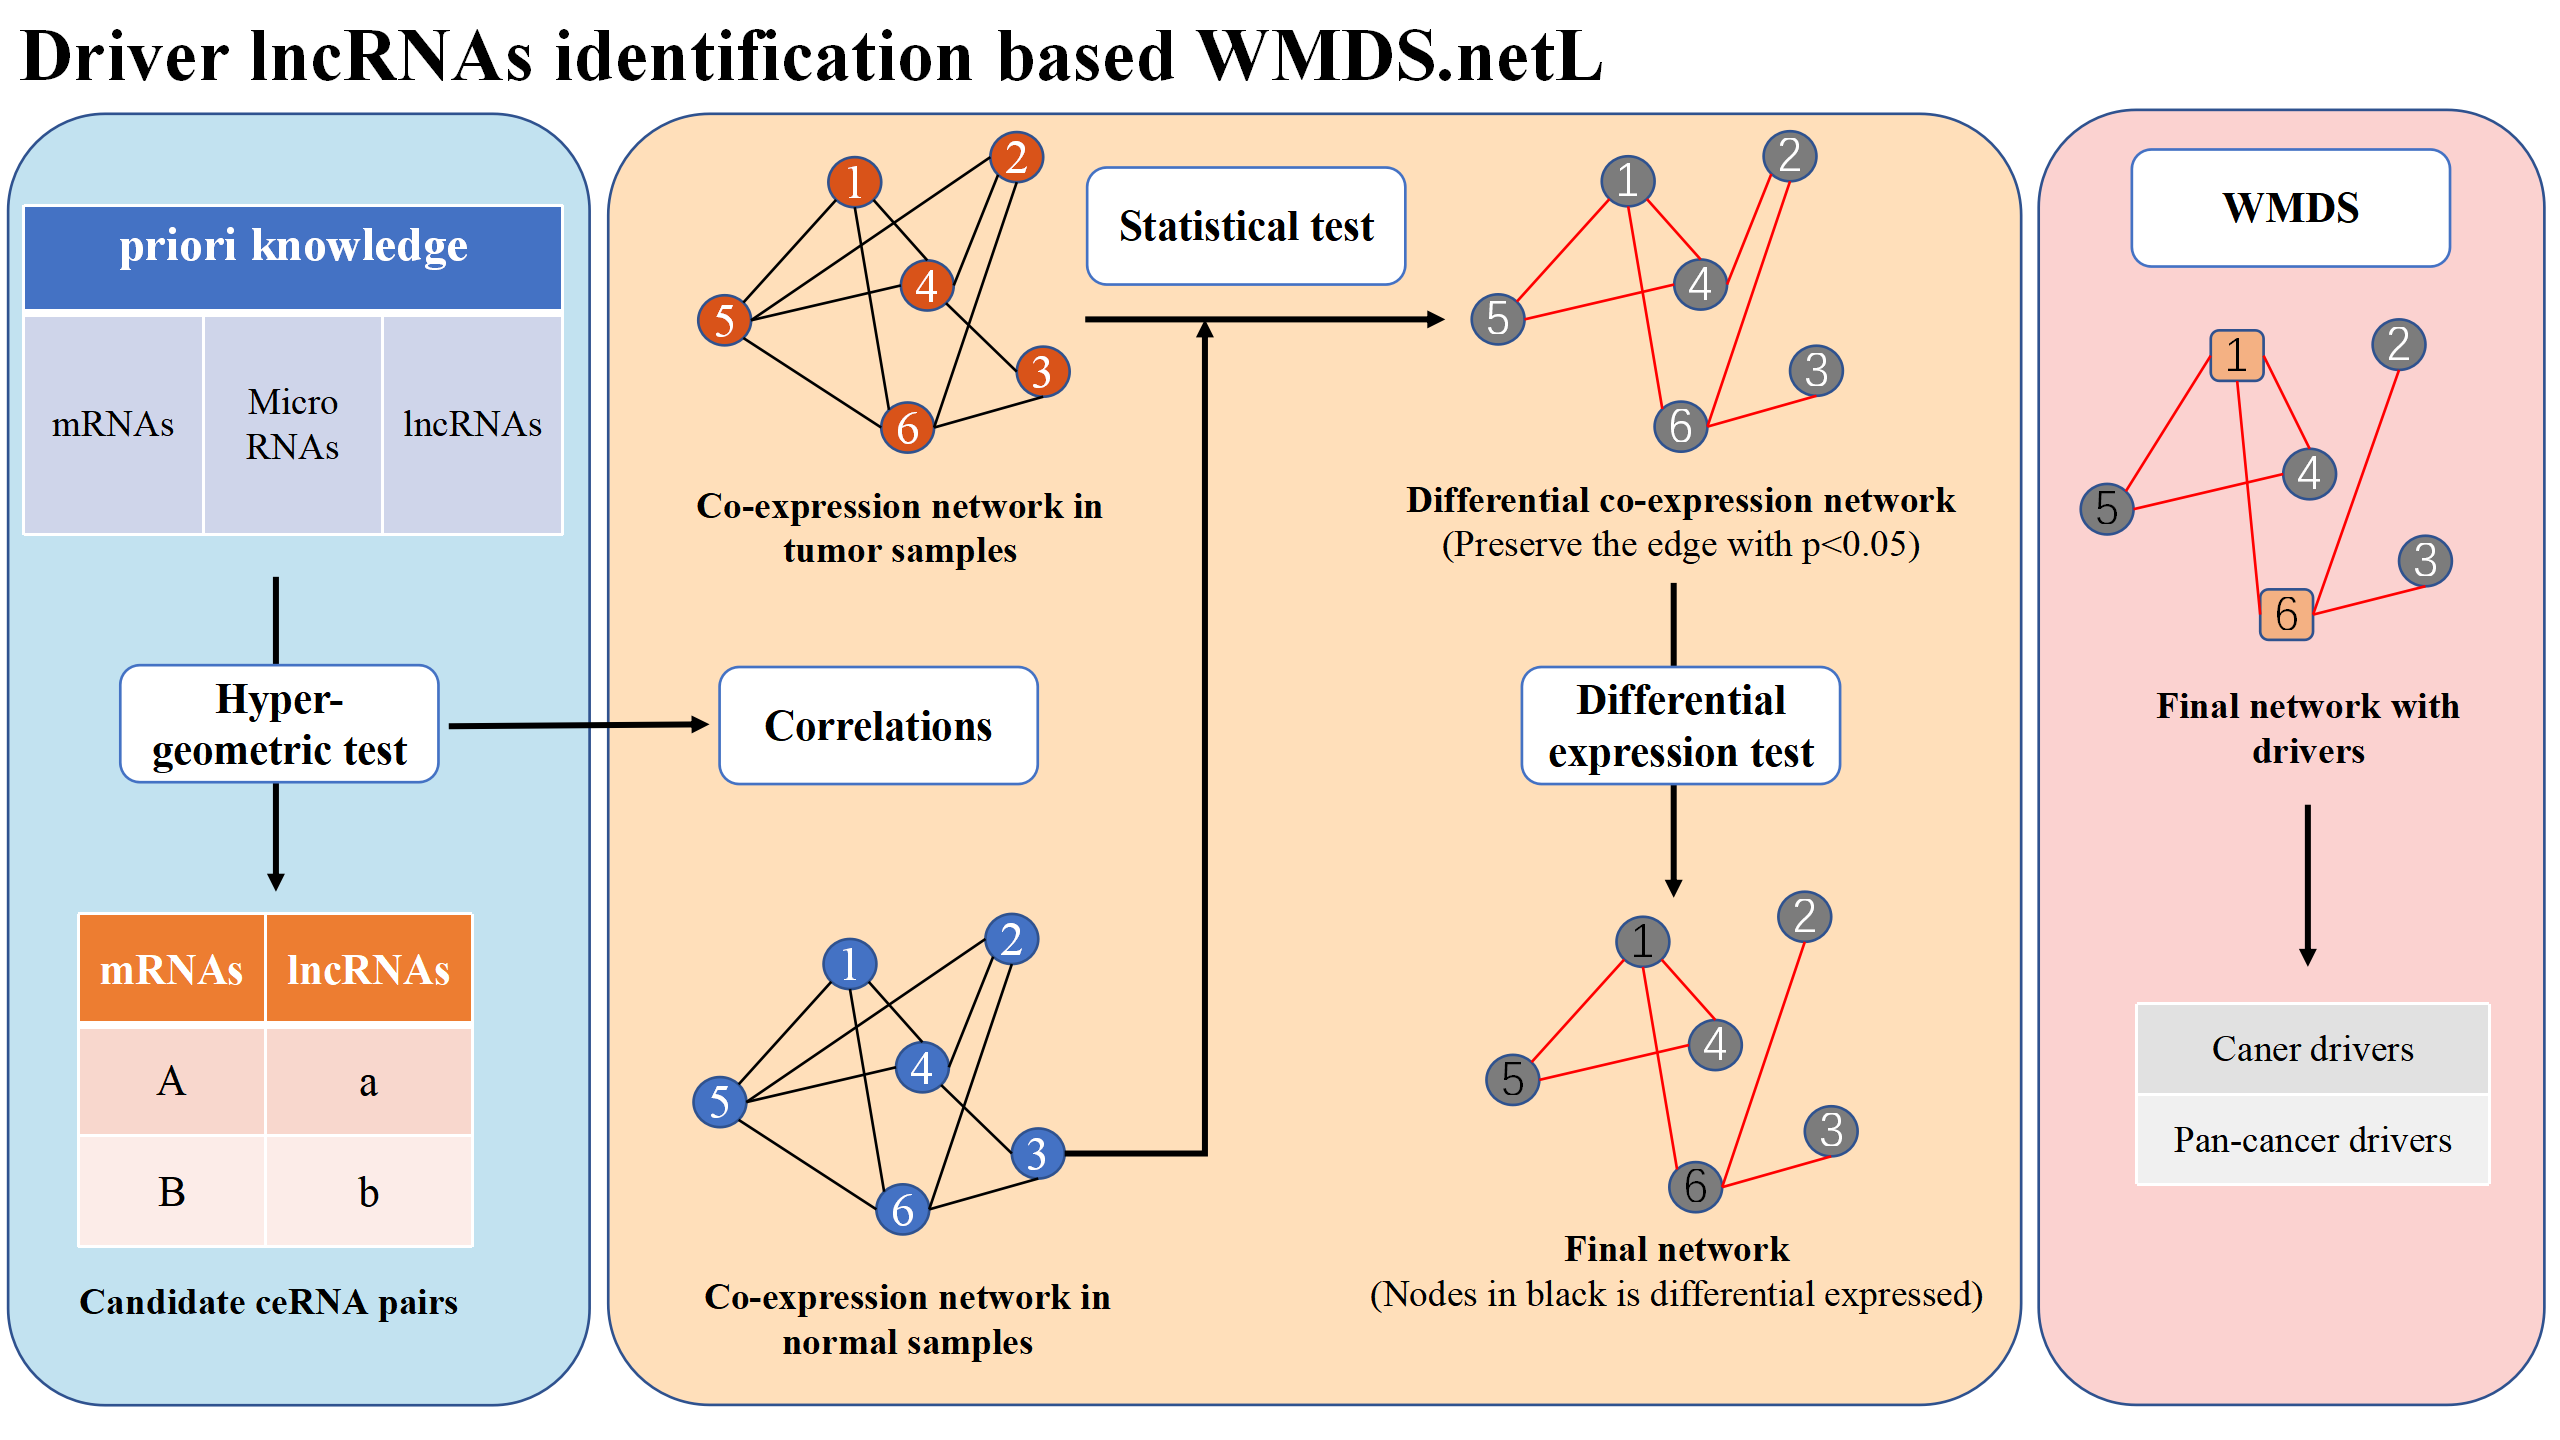 Driver lncRNAs identification based WMDS.netL
priori knowledge
mRNAs
Micro
RNAs
lncRNAs
Hyper-
geometric test
mRNAs
lncRNAs
A
a
B
b
Candidate ceRNA pairs
1
2
4
5
3
6
Co-expression network in
tumor samples
Correlations
1
2
4
5
3
6
Co-expression network in
normal samples
Statistical test
1
2
4
5
3
6
Differential co-expression network
(Preserve the edge with p<0.05)
Differential
expression test
2
1
4
5
3
6
Final network
(Nodes in black is differential expressed)
WMDS
1
2
4
5
3
6
Final network with
drivers
Caner drivers
Pan-cancer drivers